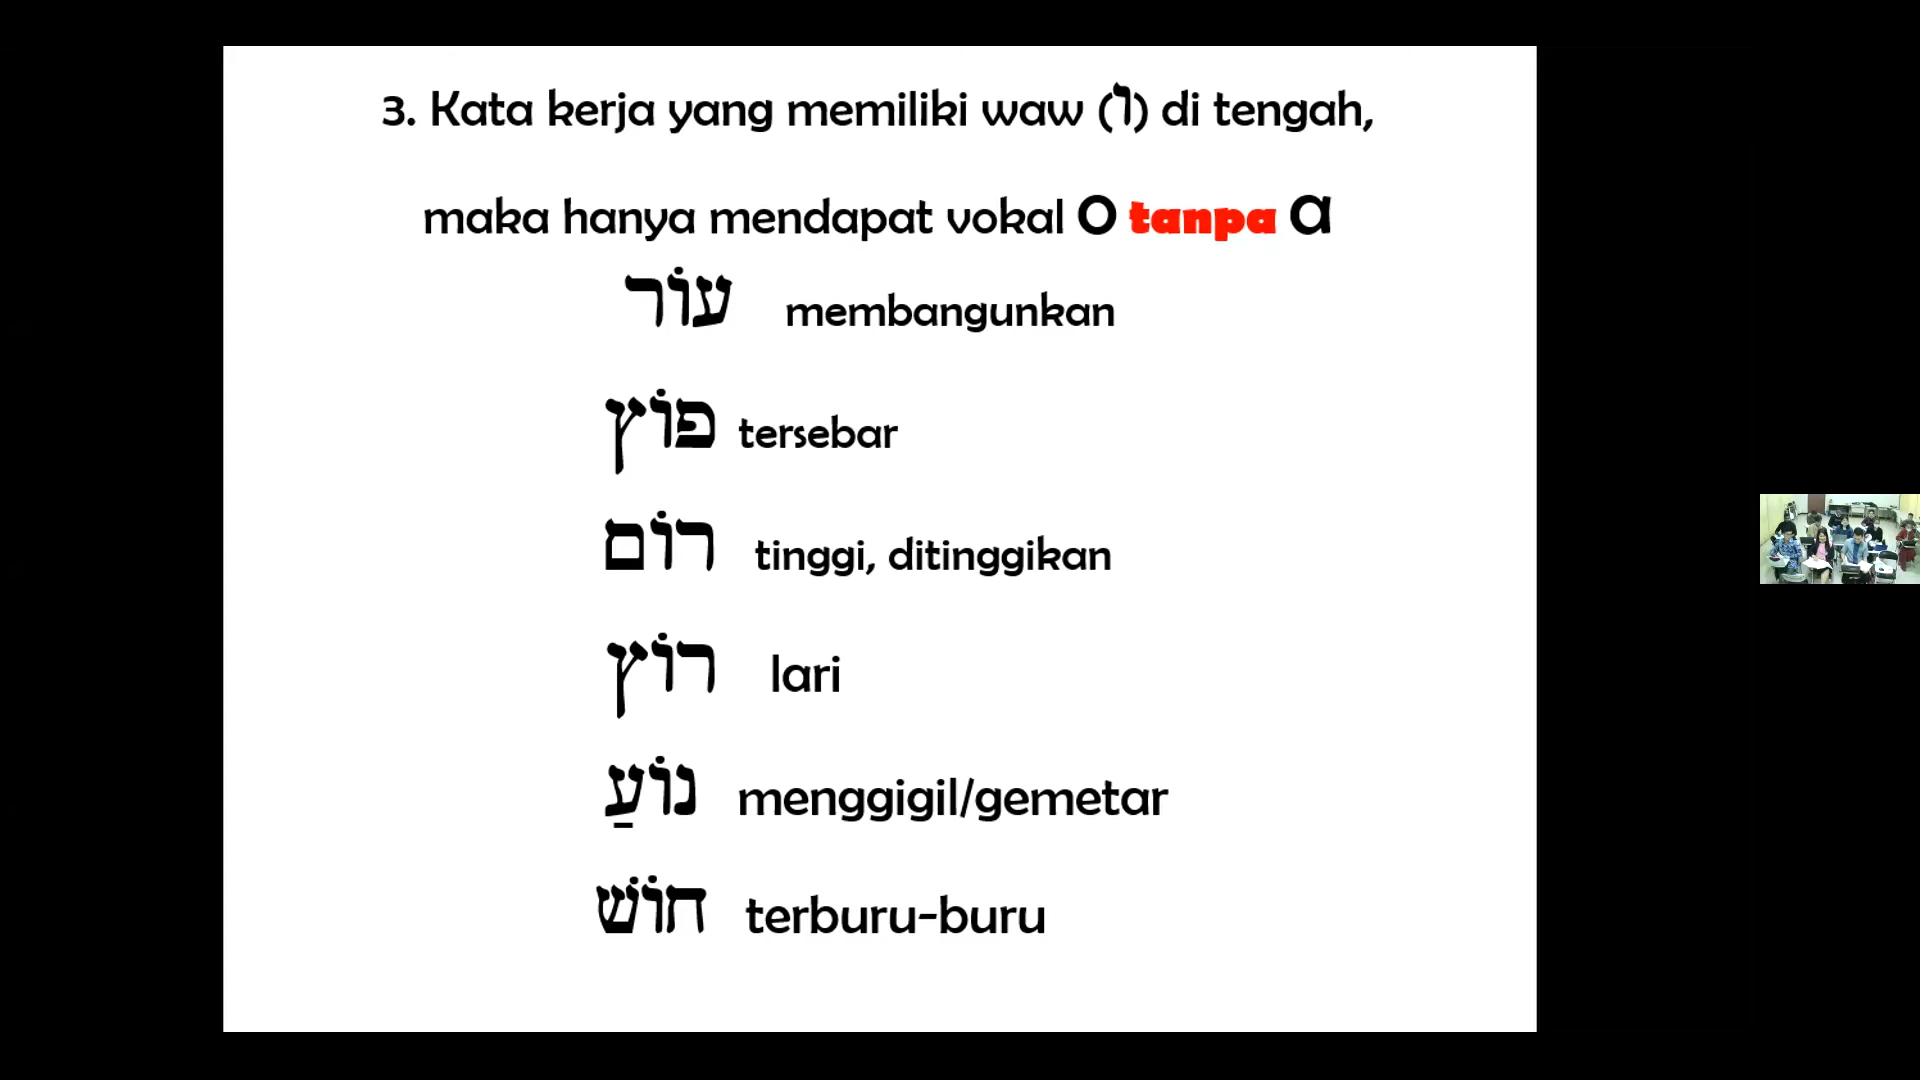 3. Kata kerja yang memiliki waw (וֹ) di tengah,
maka hanya mendapat vokal o tanpa a
עוֹר membangunkan
פוֹץ tersebar
רוֹם tinggi, ditinggikan
רוֹץ lari
נוֹעַ menggigil/gemetar
חוֹשׁ terburu-buru